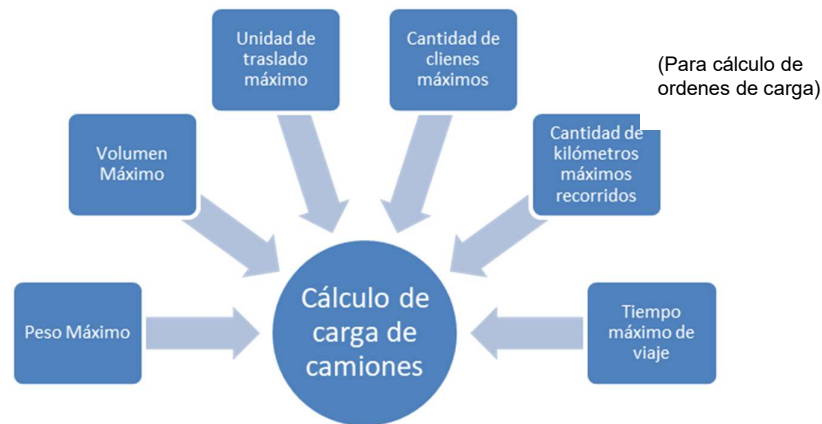 Unidad de
traslado
máximo
Cantidad de
clienes
máximos
(Para cálculo de
ordenes de carga)
Volumen
Máximo
Cantidad de
kilómetros
máximos
recorridos
Peso Máximo
Cálculo de
carga de
camiones
Tiempo
máximo de
viaje